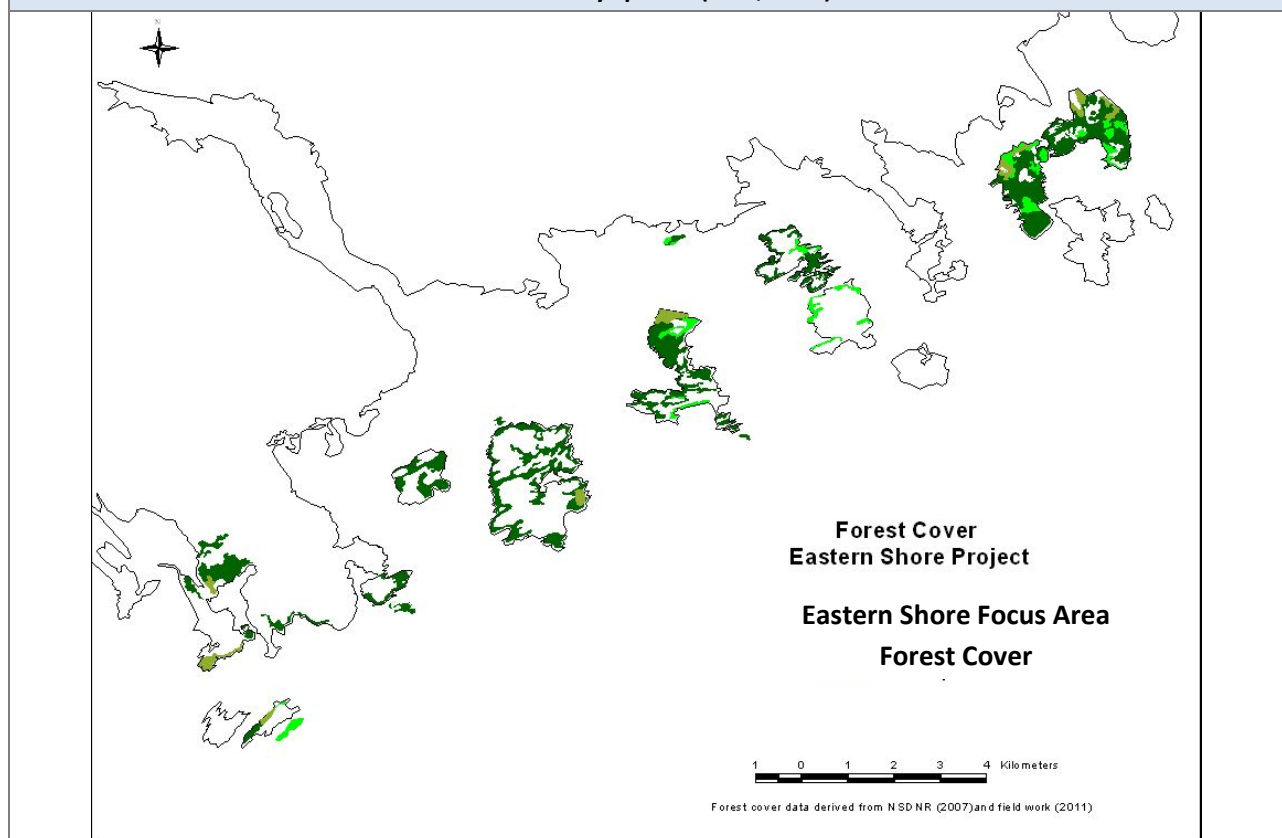 N
Forest Cover
Eastern Shore Project
Eastern Shore Focus Area
Forest Cover
1 0 1 2 3 4 Kilometers
Forest cover data derived from NSDNR (2007)and field work (2011)